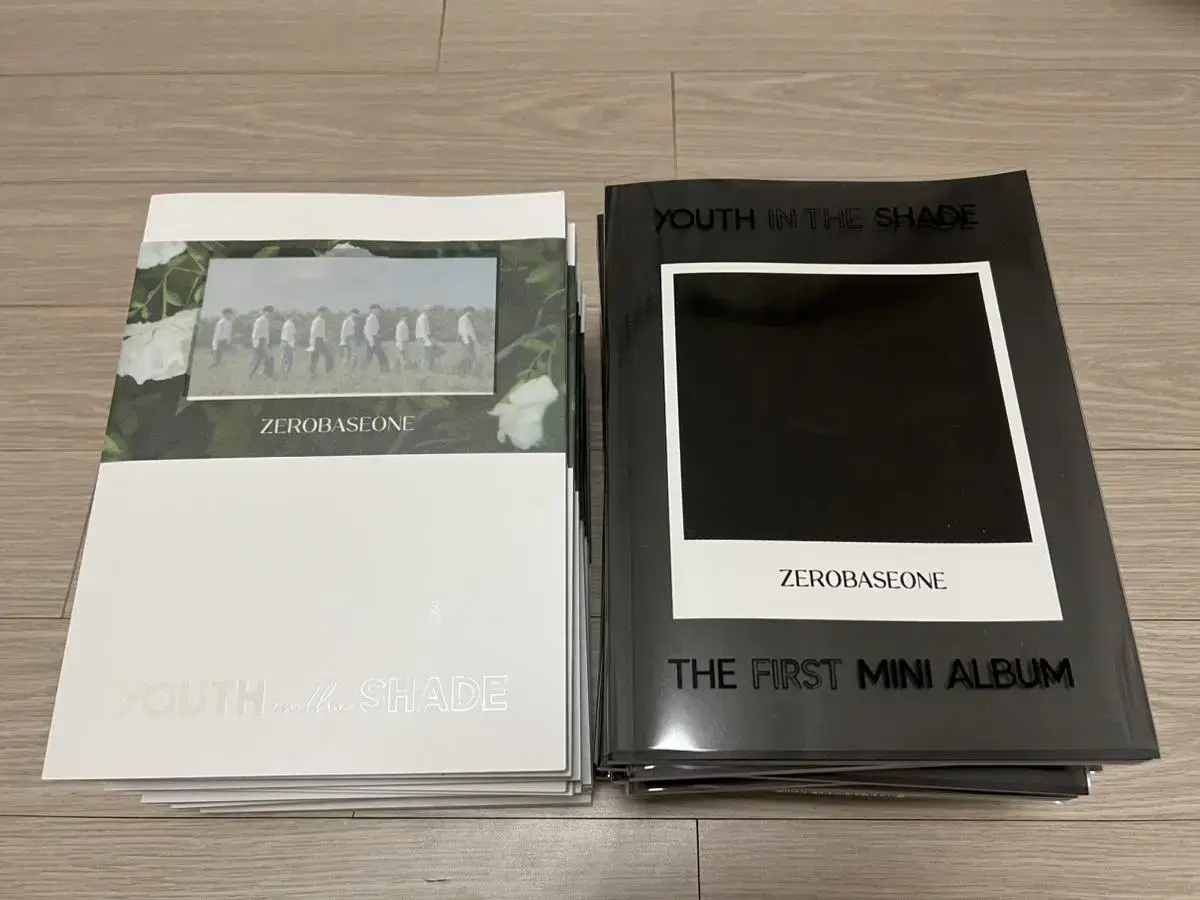 ZEROBASEONE
YOUTH in the SHADE
YOUTH IN THE SHADE
ZEROBASEONE
THE FIRST MINI ALBUM